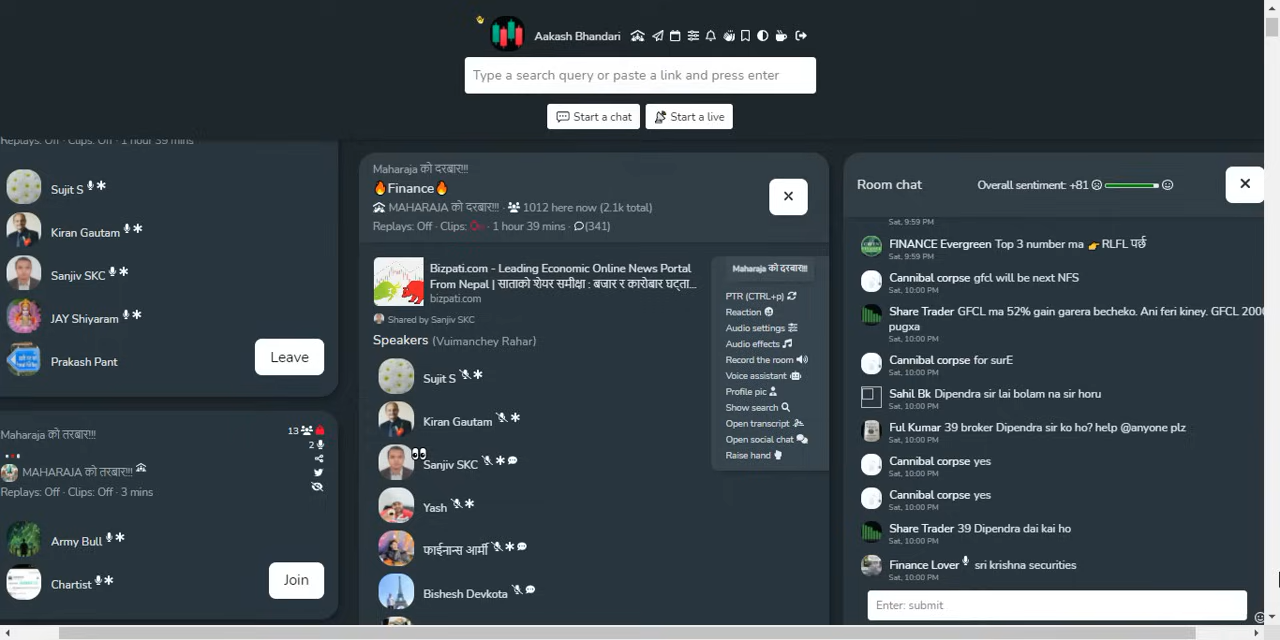 Aakash Bhandari
Type a search query or paste a link and press enter
Start a chat
Start a live
Replays: Off · Clips: Off · 1 hour 39 mins
Sujit S
Kiran Gautam
Sanjiv SKC
JAY Shiyaram
Prakash Pant
Leave
Maharaja को तरबार!!!
13
2
MAHARAJA को तरबार!!!
Replays: Off · Clips: Off · 3 mins
Army Bull
Chartist
Join
Maharaja को दरबार!!!
🔥Finance🔥
MAHARAJA को दरबार!!! · 1012 here now (2.1k total)
Replays: Off · Clips: On · 1 hour 39 mins · (341)
Bizpati.com - Leading Economic Online News Portal
From Nepal | साताको शेयर समीक्षा : बजार र कारोबार घट्ता...
bizpati.com
Shared by Sanjiv SKC
Speakers (Vuimanchey Rahar)
Sujit S
Kiran Gautam
Sanjiv SKC
Yash
फाईनान्स आर्मी
Bishesh Devkota
Maharaja को दरबार!!!
PTR (CTRL+p)
Reaction
Audio settings
Audio effects
Record the room
Voice assistant
Profile pic
Show search
Open transcript
Open social chat
Raise hand
Room chat
Overall sentiment: +81
Sat, 9:59 PM
FINANCE Evergreen Top 3 number ma 👉 RLFL पर्छ
Sat, 9:59 PM
Cannibal corpse gfcl will be next NFS
Sat, 10:00 PM
Share Trader GFCL ma 52% gain garera becheko. Ani feri kiney. GFCL 2000
pugxa
Sat, 10:00 PM
Cannibal corpse for surE
Sat, 10:00 PM
Sahil Bk Dipendra sir lai bolam na sir horu
Sat, 10:00 PM
Ful Kumar 39 broker Dipendra sir ko ho? help @anyone plz
Sat, 10:00 PM
Cannibal corpse yes
Sat, 10:00 PM
Cannibal corpse yes
Sat, 10:00 PM
Share Trader 39 Dipendra dai kai ho
Sat, 10:00 PM
Finance Lover sri krishna securities
Sat, 10:00 PM
Enter: submit